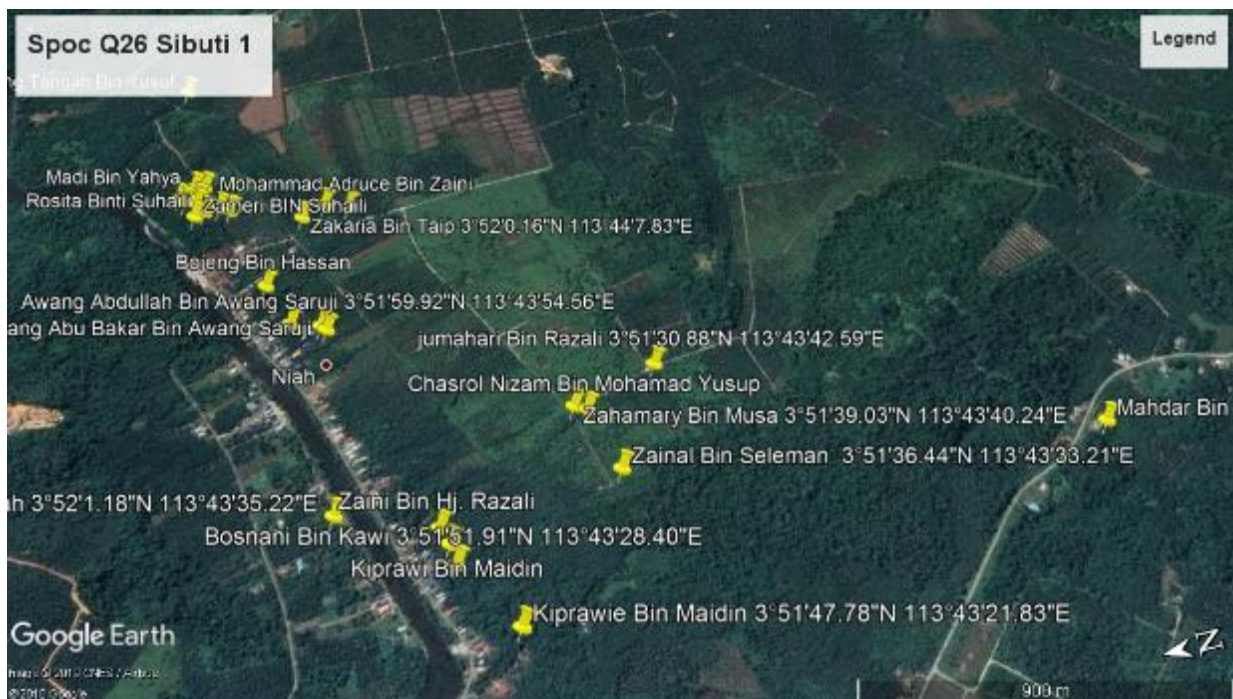 Spoc Q26 Sibuti 1
Legend
Tangah Bin Yusuf
Madi Bin Yahya
Mohammad Adruce Bin Zaini
Rosita Binti Suhaili
Zameri BIN Suhaili
Zakaria Bin Taip 3°52'0.16"N 113°44'7.83"E
Bujeng Bin Hassan
Awang Abdullah Bin Awang Saruji 3°51'59.92"N 113°43'54.56"E
ang Abu Bakar Bin Awang Saruji
jumahari Bin Razali 3°51'30.88"N 113°43'42.59"E
Niah
Chasrol Nizam Bin Mohamad Yusup
Zahamary Bin Musa 3°51'39.03"N 113°43'40.24"E
Mahdar Bin
Zainal Bin Seleman 3°51'36.44"N 113°43'33.21"E
ah 3°52'1.18"N 113°43'35.22"E
Zaini Bin Hj. Razali
Bosnani Bin Kawi 3°51'51.91"N 113°43'28.40"E
Kiprawi Bin Maidin
Kiprawie Bin Maidin 3°51'47.78"N 113°43'21.83"E
Google Earth
N
900 m